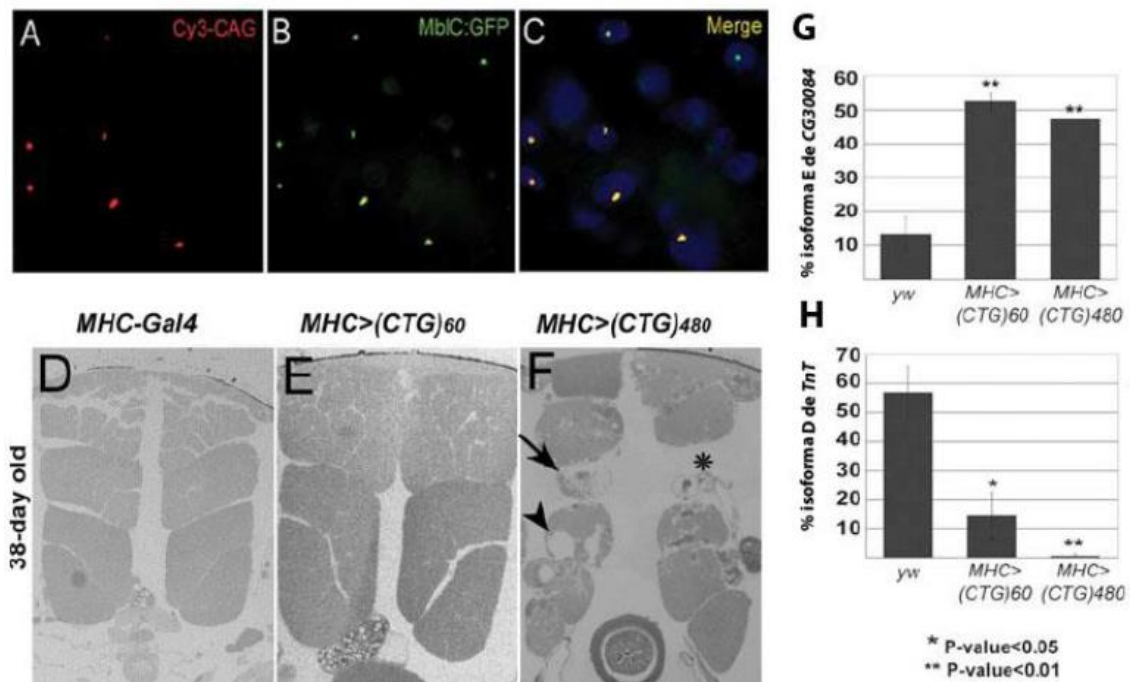 A Cy3-CAG
B MblC:GFP
C Merge
MHC-Gal4
MHC>(CTG)60
MHC>(CTG)480
D
E
F
*
38-day old
G
% isoforma E de CG30084
60
50
40
30
20
10
**
**
yw
MHC>
(CTG)60
MHC>
(CTG)480
H
% isoforma D de TnT
70
60
50
40
30
20
10
*
**
yw
MHC>
(CTG)60
MHC>
(CTG)480
* P-value<0.05
** P-value<0.01